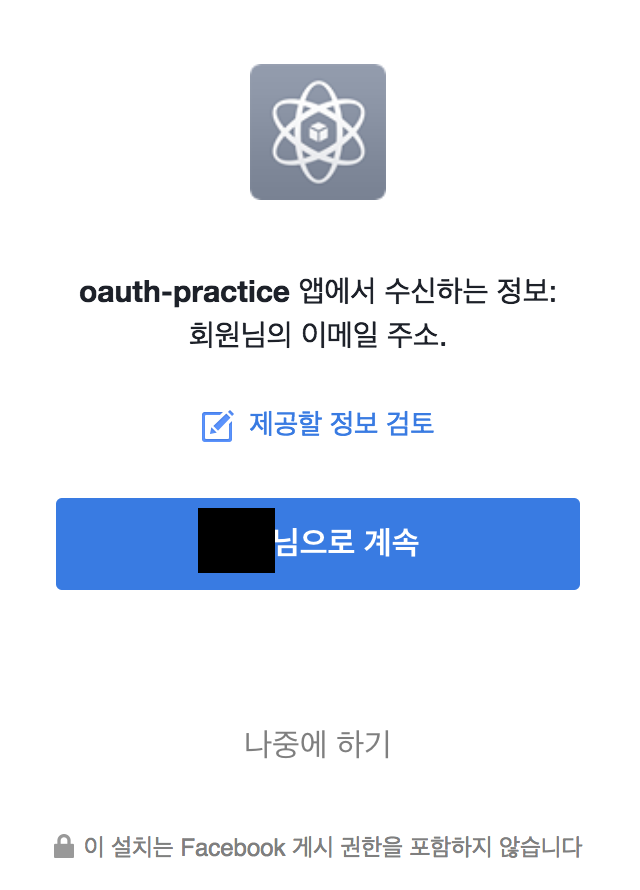 oauth-practice 앱에서 수신하는 정보:
회원님의 이메일 주소.
제공할 정보 검토
님으로 계속
나중에 하기
이 설치는 Facebook 게시 권한을 포함하지 않습니다